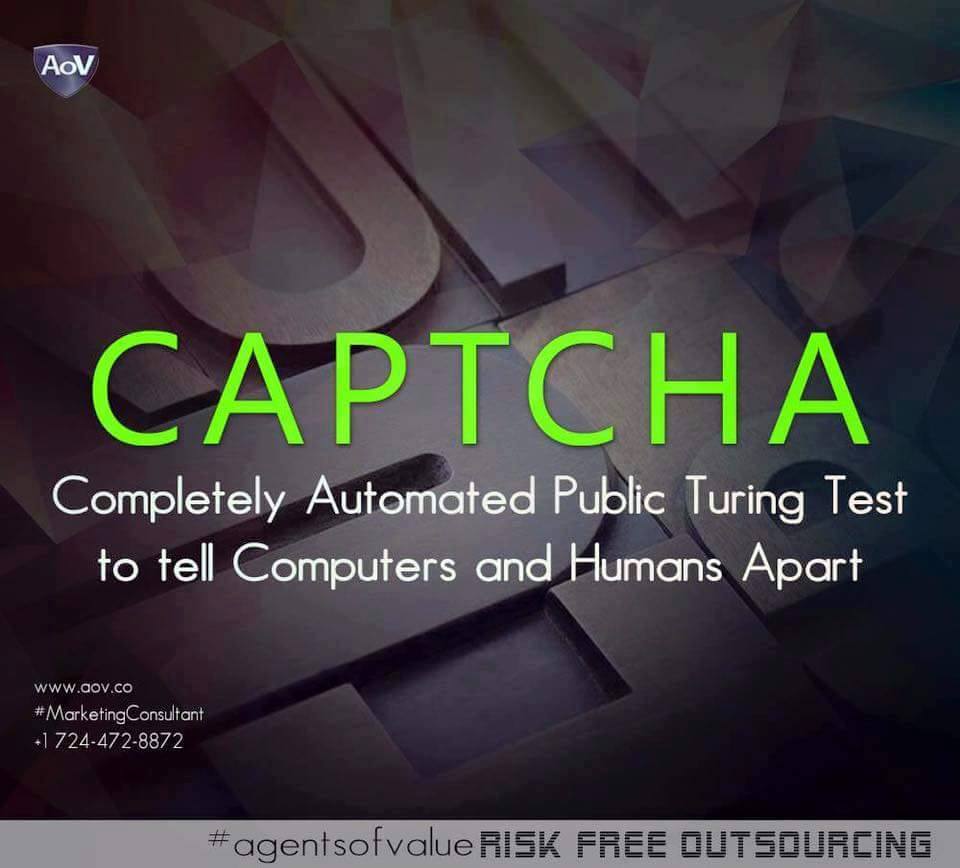 AoV
CAPTCHA
Completely Automated Public Turing Test
to tell Computers and Humans Apart
www.aov.co
#MarketingConsultant
+1 724-472-8872
#agentsofvalue RISK FREE OUTSOURCING